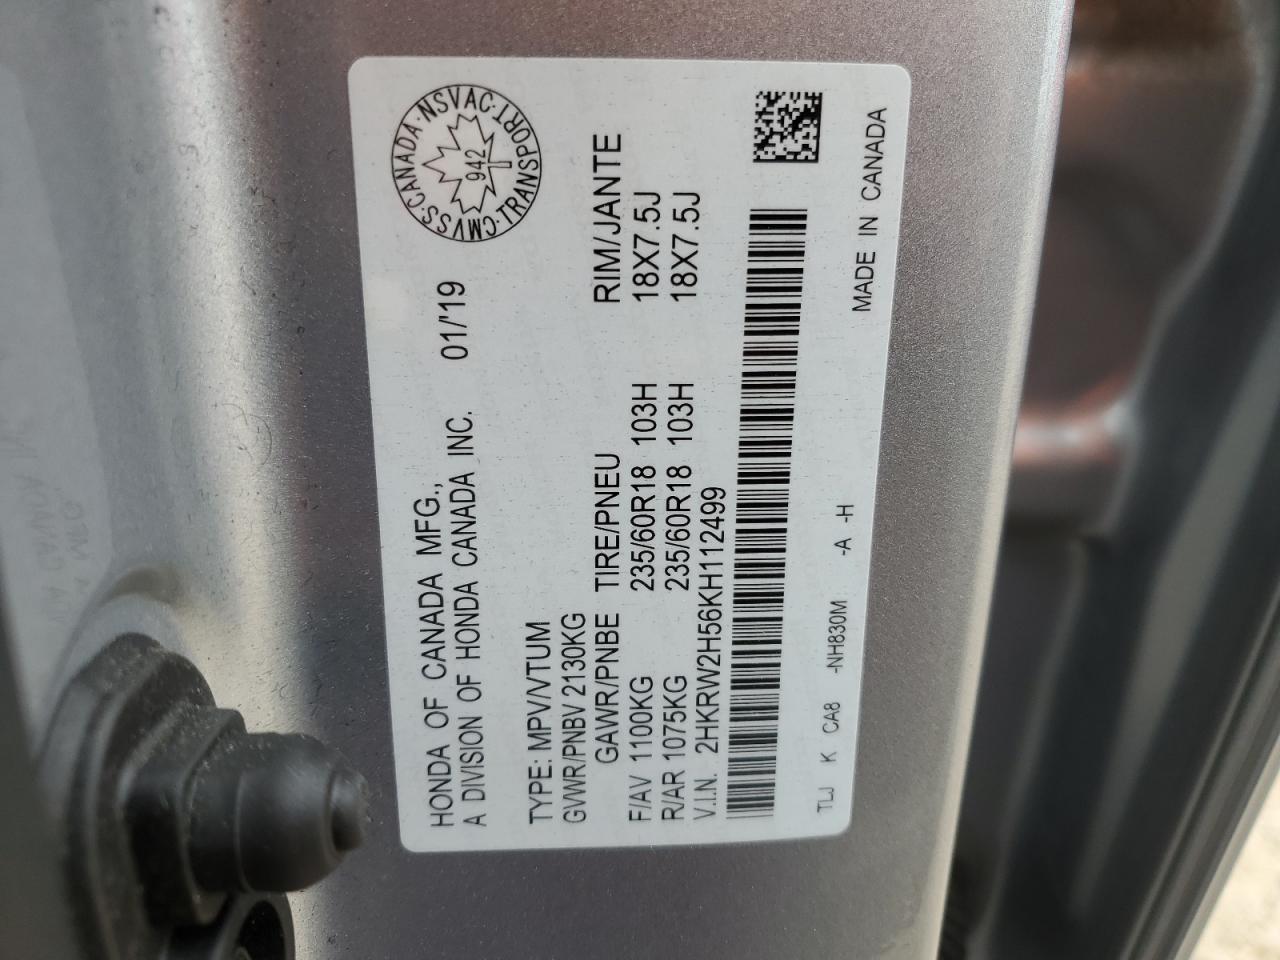 HONDA OF CANADA MFG., 01/'19
A DIVISION OF HONDA CANADA INC.
CMVSS·CANADA·NSVAC·TRANSPORT
942
TYPE: MPV/VTUM
GVWR/PNBV 2130KG
GAWR/PNBE TIRE/PNEU RIM/JANTE
F/AV 1100KG 235/60R18 103H 18X7.5J
R/AR 1075KG 235/60R18 103H 18X7.5J
V.I.N. 2HKRW2H56KH112499
TLJ K CA8 -NH830M -A -H MADE IN CANADA